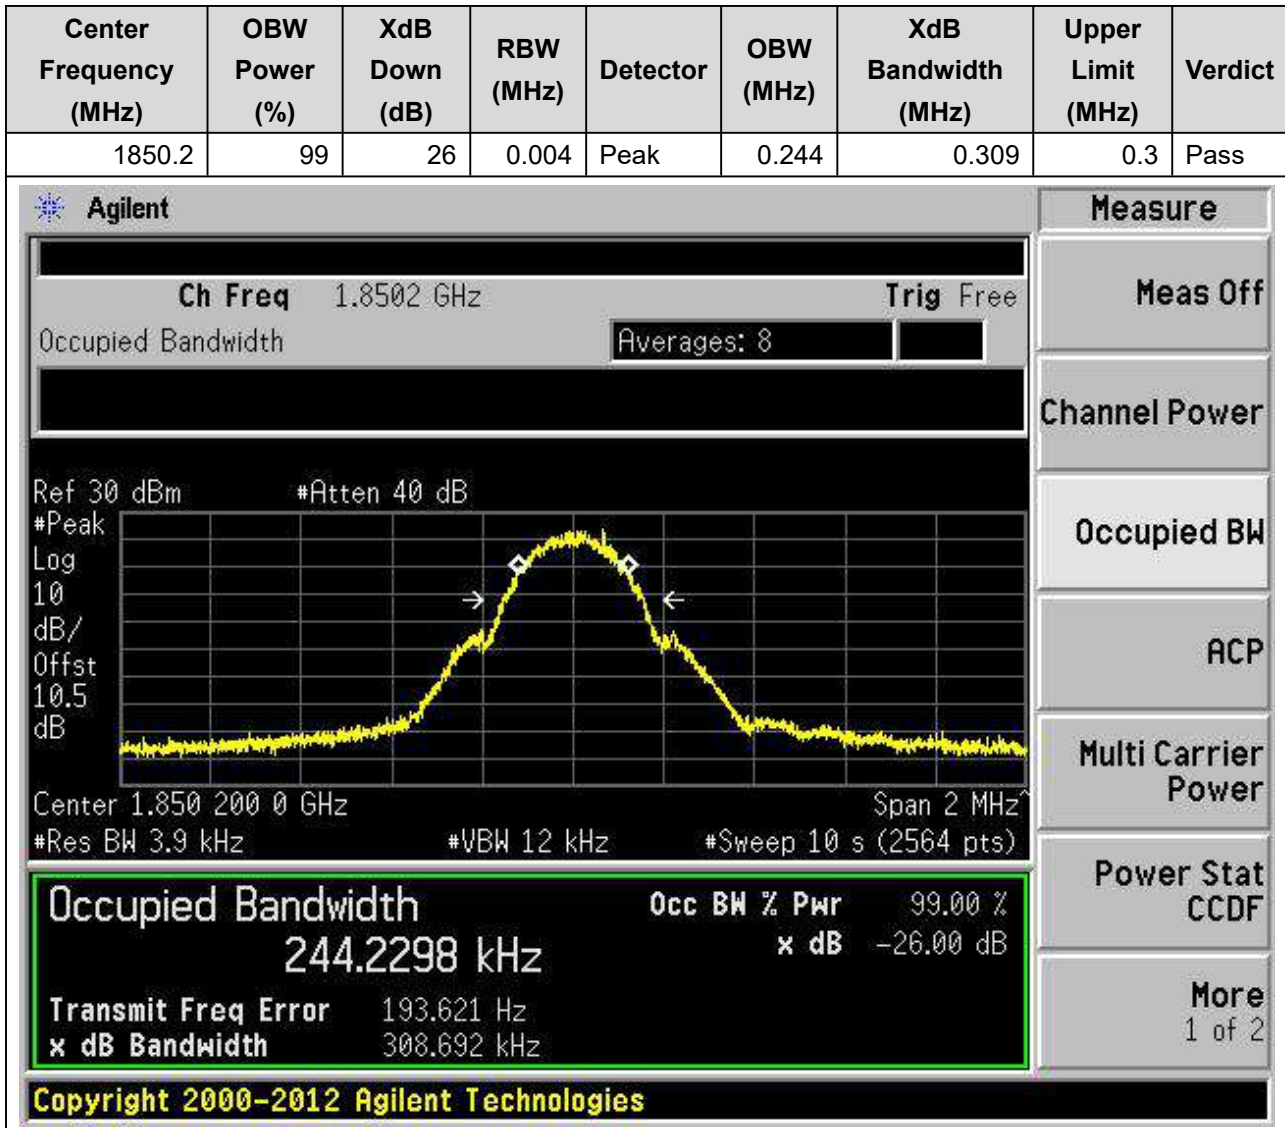 Center Frequency (MHz) OBW Power (%) XdB Down (dB) RBW (MHz) Detector OBW (MHz) XdB Bandwidth (MHz) Upper Limit (MHz) Verdict
1850.2 99 26 0.004 Peak 0.244 0.309 0.3 Pass
Agilent Measure
Ch Freq 1.8502 GHz Trig Free
Meas Off
Occupied Bandwidth Averages: 8
Channel Power
Ref 30 dBm #Atten 40 dB
#Peak
Log
10
dB/
Offst
10.5
dB
Occupied BW
ACP
Multi Carrier
Power
Center 1.850 200 0 GHz Span 2 MHz^
#Res BW 3.9 kHz #VBW 12 kHz #Sweep 10 s (2564 pts)
Power Stat
CCDF
Occupied Bandwidth Occ BW % Pwr 99.00 %
244.2298 kHz x dB -26.00 dB
Transmit Freq Error 193.621 Hz
x dB Bandwidth 308.692 kHz
More
1 of 2
Copyright 2000-2012 Agilent Technologies